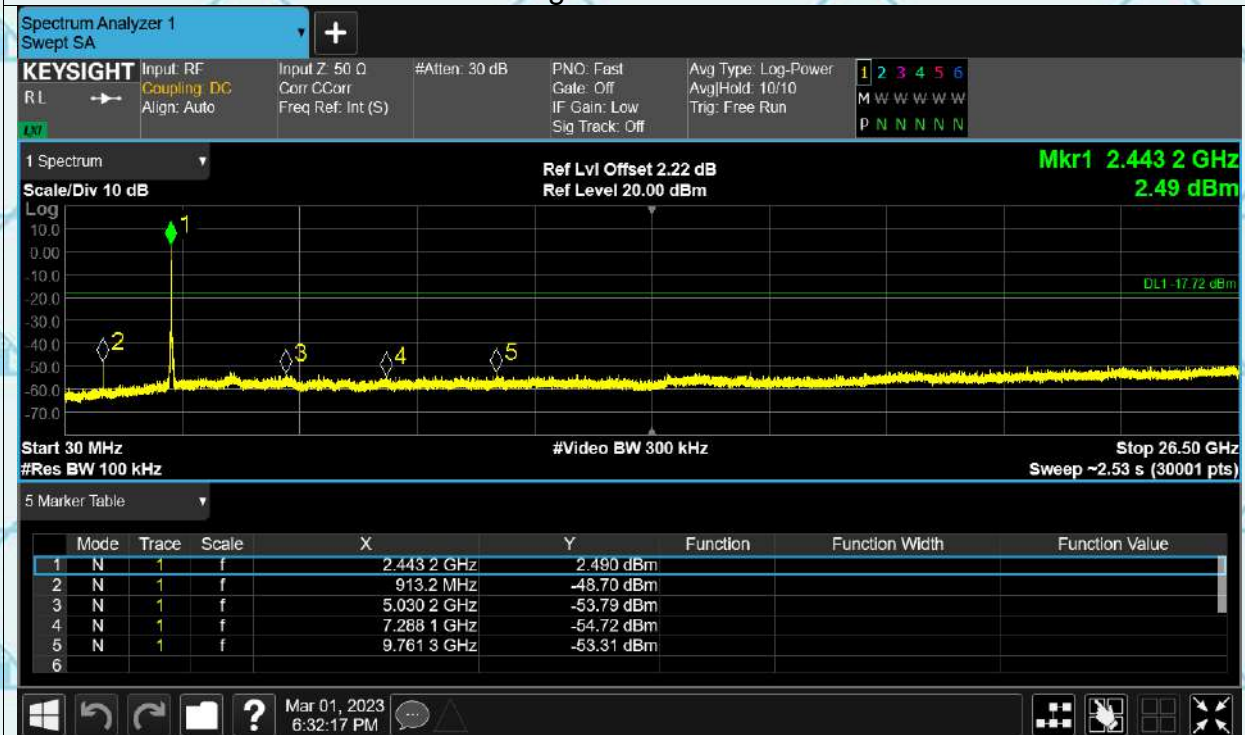 Spectrum Analyzer 1
Swept SA
+
KEYSIGHT
RL
LXI
Input: RF
Coupling: DC
Align: Auto
Input Z: 50 Ω
Corr CCorr
Freq Ref: Int (S)
#Atten: 30 dB
PNO: Fast
Gate: Off
IF Gain: Low
Sig Track: Off
Avg Type: Log-Power
Avg|Hold: 10/10
Trig: Free Run
1 2 3 4 5 6
M W W W W W
P N N N N N
1 Spectrum
Scale/Div 10 dB
Ref Lvl Offset 2.22 dB
Ref Level 20.00 dBm
Mkr1 2.443 2 GHz
2.49 dBm
Log
10.0
0.00
-10.0
-20.0
-30.0
-40.0
-50.0
-60.0
-70.0
1
2
3
4
5
DL1 -17.72 dBm
Start 30 MHz
#Video BW 300 kHz
Stop 26.50 GHz
#Res BW 100 kHz
Sweep ~2.53 s (30001 pts)
5 Marker Table
Mode Trace Scale X Y Function Function Width Function Value
1 N 1 f 2.443 2 GHz 2.490 dBm
2 N 1 f 913.2 MHz -48.70 dBm
3 N 1 f 5.030 2 GHz -53.79 dBm
4 N 1 f 7.288 1 GHz -54.72 dBm
5 N 1 f 9.761 3 GHz -53.31 dBm
6
?
Mar 01, 2023
6:32:17 PM